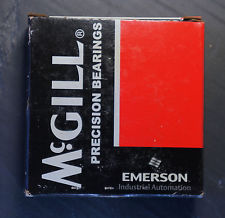 McGILL®
PRECISION BEARINGS
EMERSON
Industrial Automation